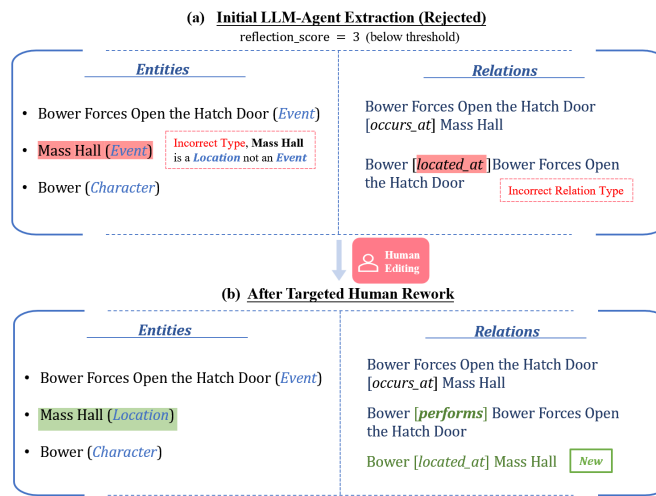 (a) Initial LLM-Agent Extraction (Rejected)
reflection_score = 3 (below threshold)
Entities
• Bower Forces Open the Hatch Door (Event)
• Mass Hall (Event)
Incorrect Type, Mass Hall
is a Location not an Event
• Bower (Character)
Relations
Bower Forces Open the Hatch Door
[occurs_at] Mass Hall
Bower [located_at]Bower Forces Open
the Hatch Door
Incorrect Relation Type
Human
Editing
(b) After Targeted Human Rework
Entities
• Bower Forces Open the Hatch Door (Event)
• Mass Hall (Location)
• Bower (Character)
Relations
Bower Forces Open the Hatch Door
[occurs_at] Mass Hall
Bower [performs] Bower Forces Open
the Hatch Door
Bower [located_at] Mass Hall
New